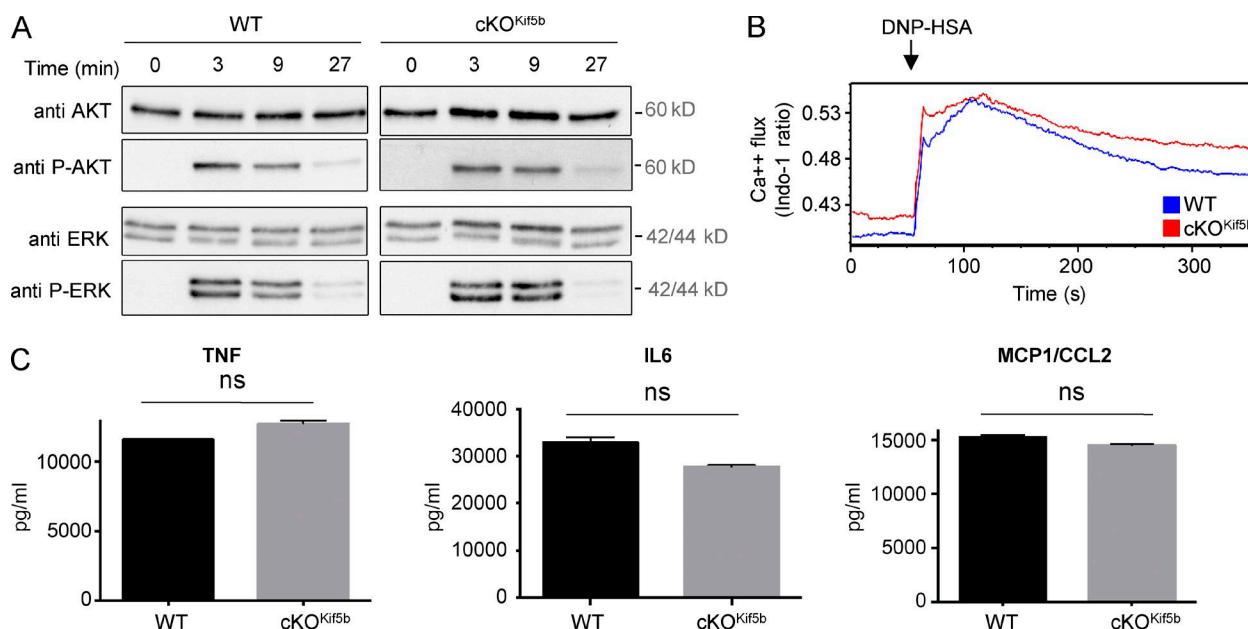 A
WT
cKO^Kif5b
Time (min) 0 3 9 27 0 3 9 27
anti AKT
60 kD
anti P-AKT
60 kD
anti ERK
42/44 kD
anti P-ERK
42/44 kD
B
DNP-HSA
Ca++ flux
(Indo-1 ratio)
0.53
0.48
0.43
WT
cKO^Kif5b
0 100 200 300
Time (s)
C
TNF
ns
pg/ml
10000
5000
0
WT cKO^Kif5b
IL6
ns
pg/ml
40000
30000
20000
10000
0
WT cKO^Kif5b
MCP1/CCL2
ns
pg/ml
15000
10000
5000
0
WT cKO^Kif5b